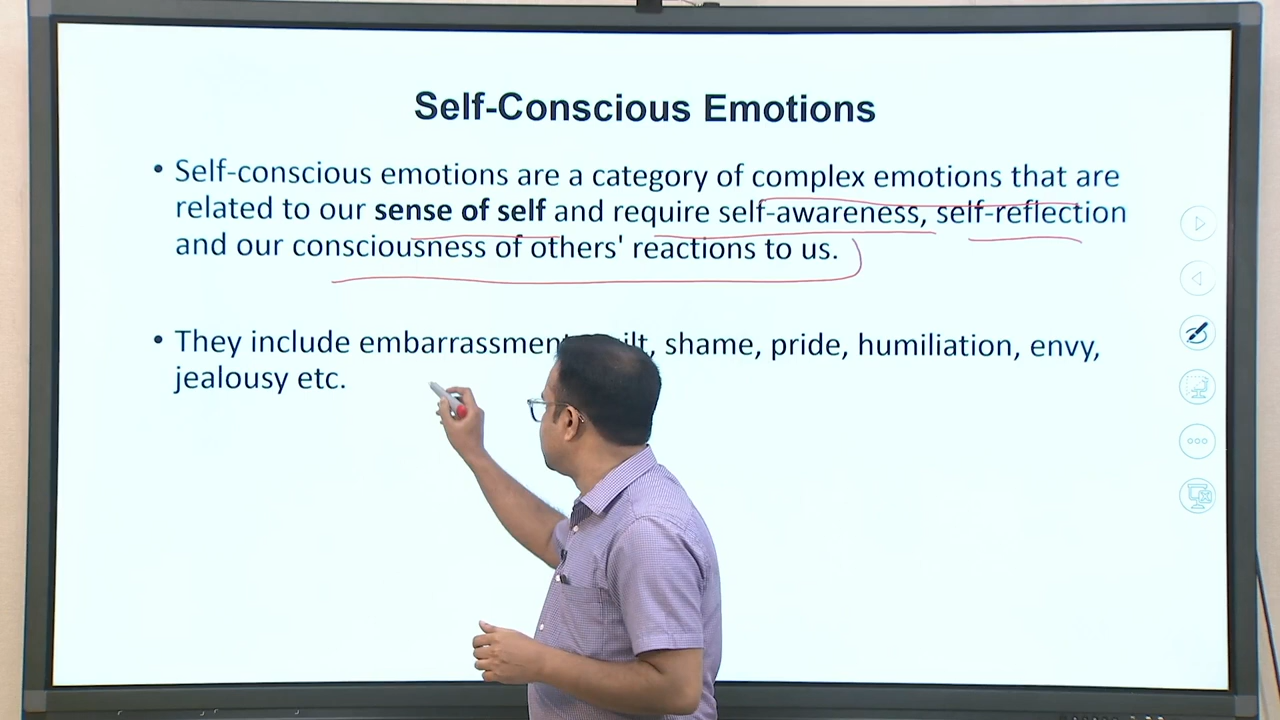 Self-Conscious Emotions
• Self-conscious emotions are a category of complex emotions that are
related to our sense of self and require self-awareness, self-reflection
and our consciousness of others' reactions to us.
• They include shame, pride, humiliation, envy,
jealousy etc.